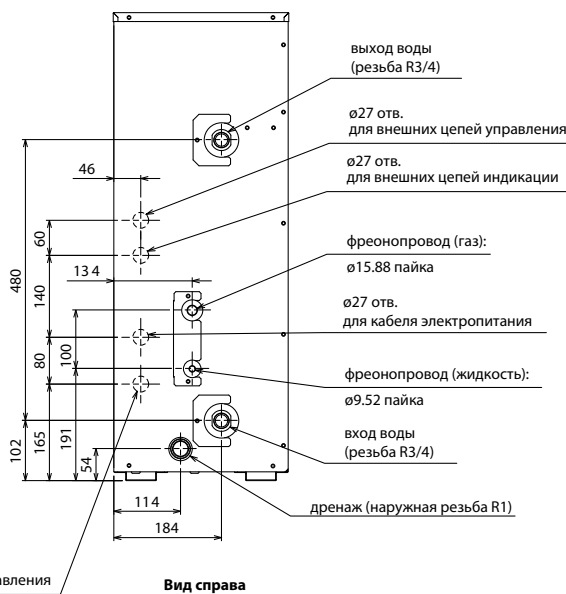 выход воды
(резьба R3/4)
ø27 отв.
для внешних цепей управления
ø27 отв.
для внешних цепей индикации
46
60
480
134
фреонопровод (газ):
ø15.88 пайка
140
ø27 отв.
для кабеля электропитания
100
80
фреонопровод (жидкость):
ø9.52 пайка
102
165
191
54
вход воды
(резьба R3/4)
114
дренаж (наружная резьба R1)
184
авления
Вид справа